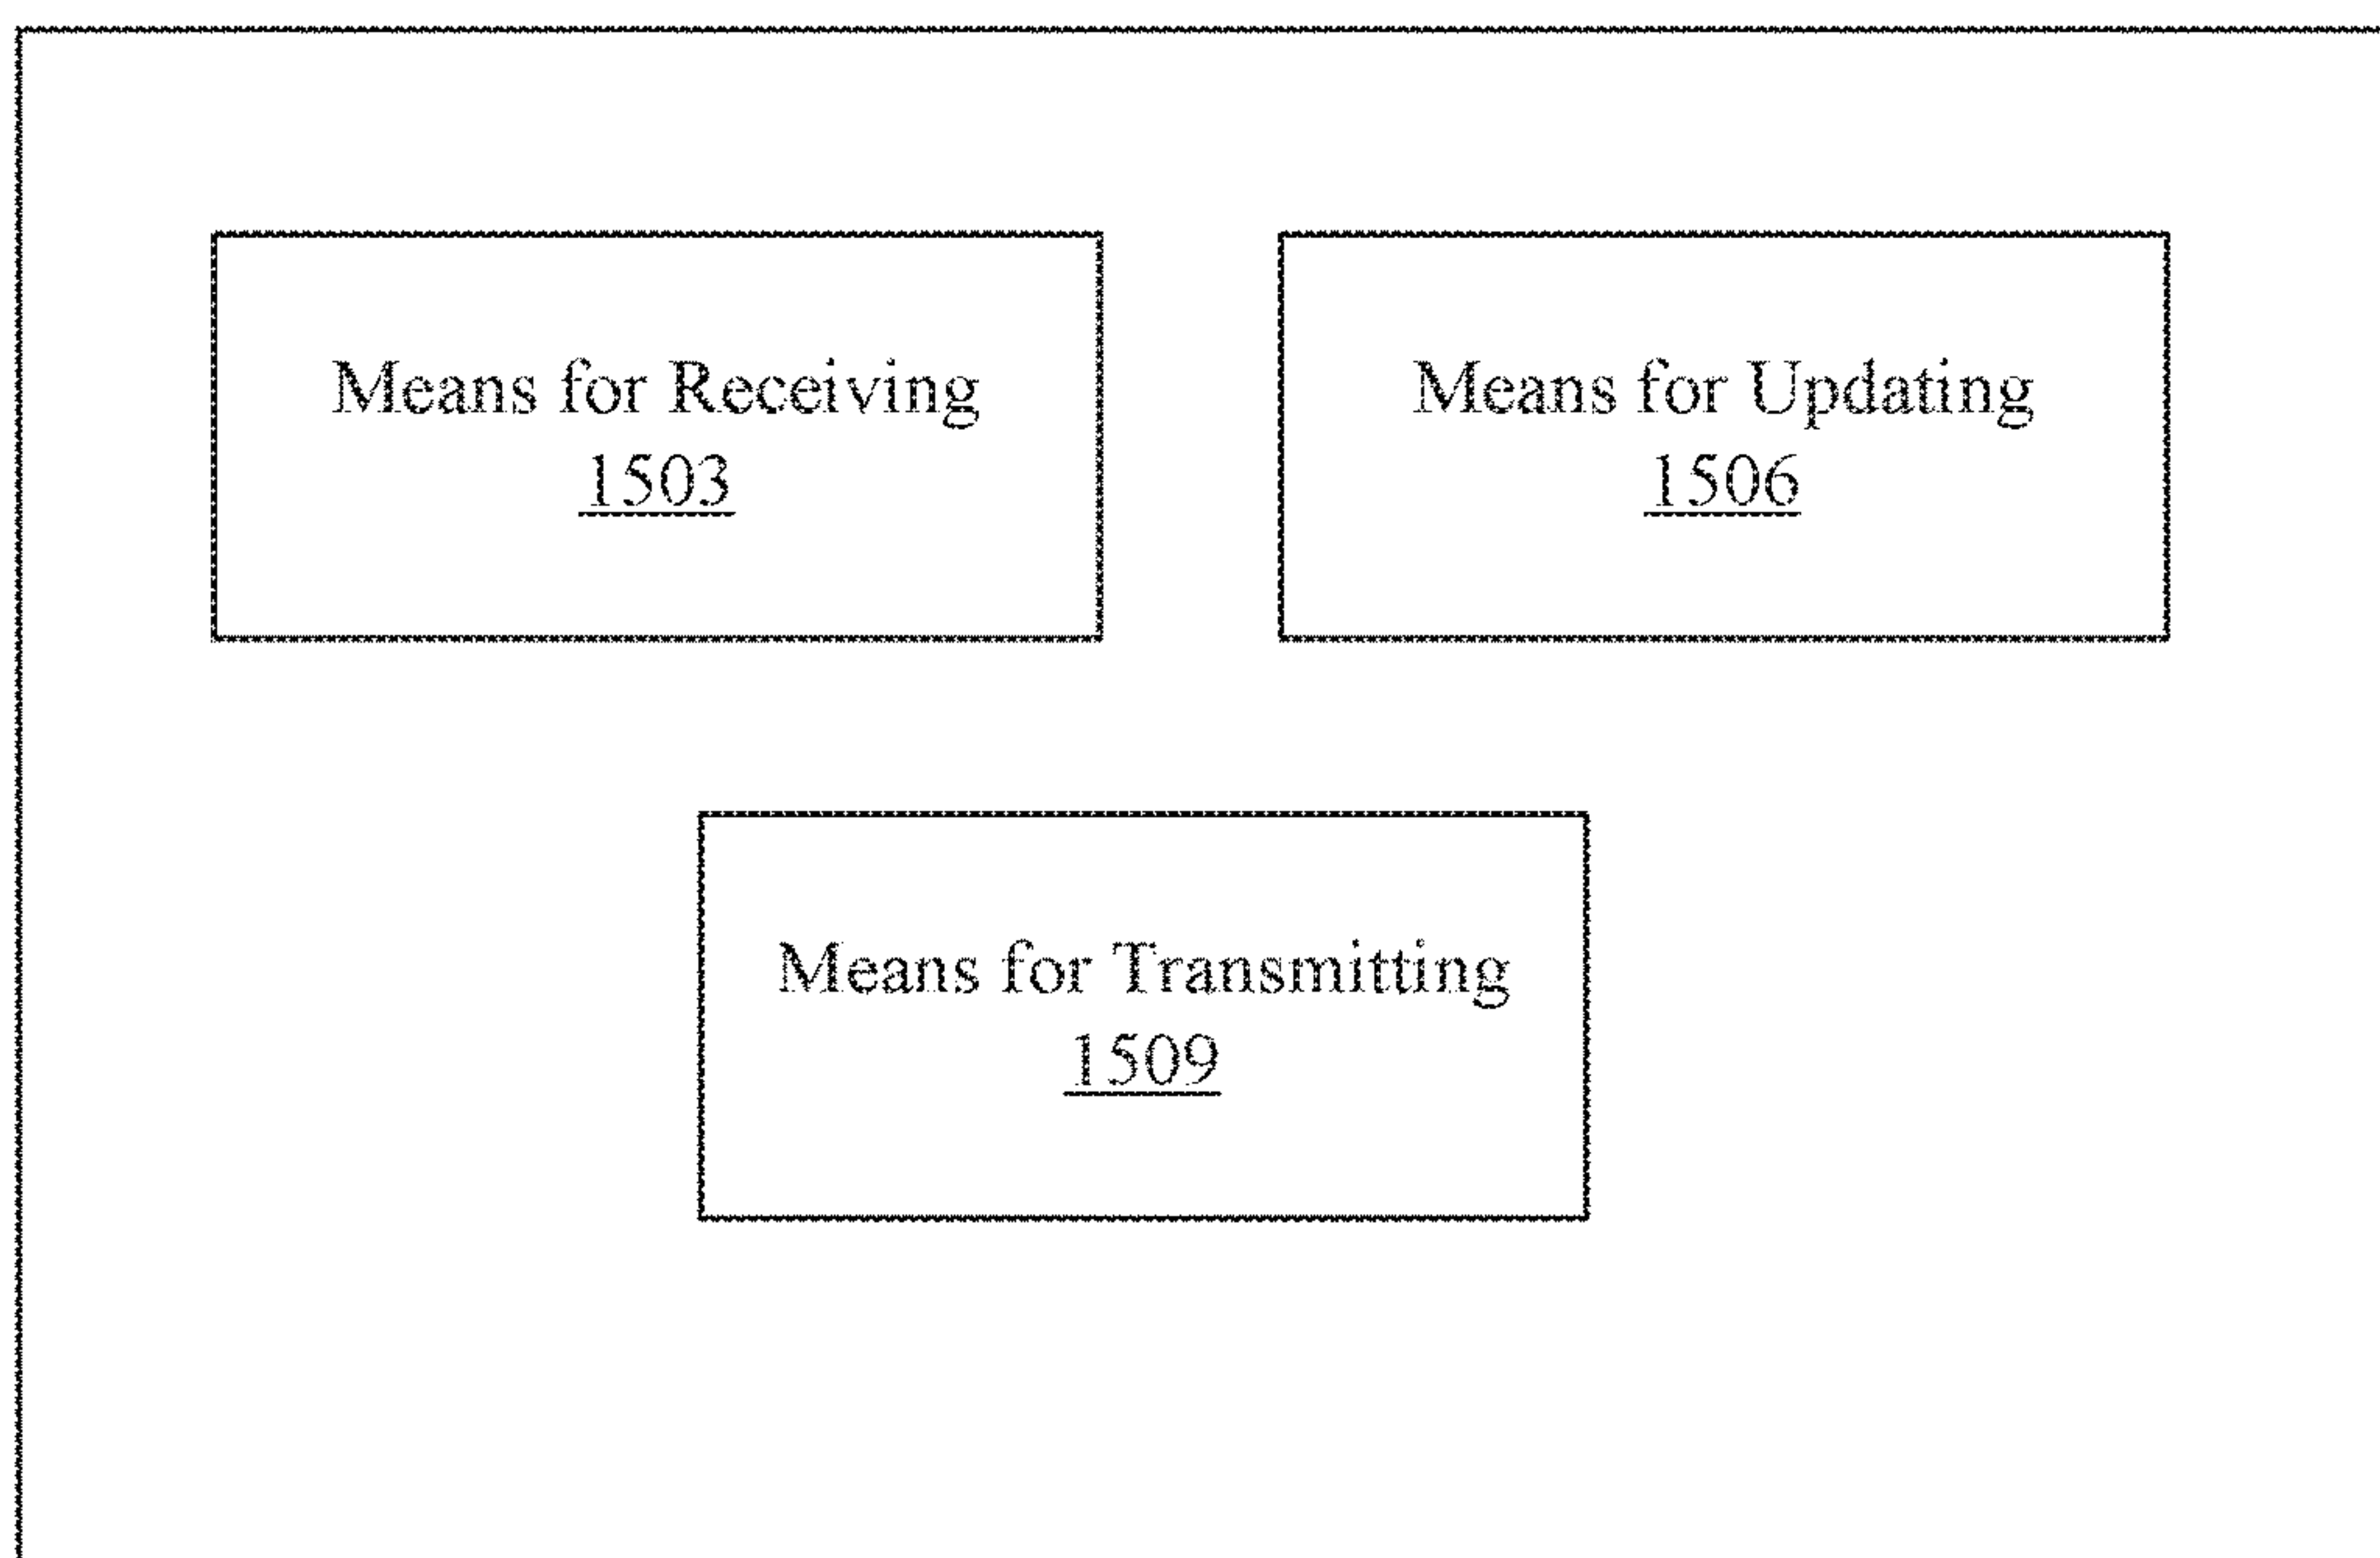 Means for Receiving
1503
Means for Updating
1506
Means for Transmitting
1509